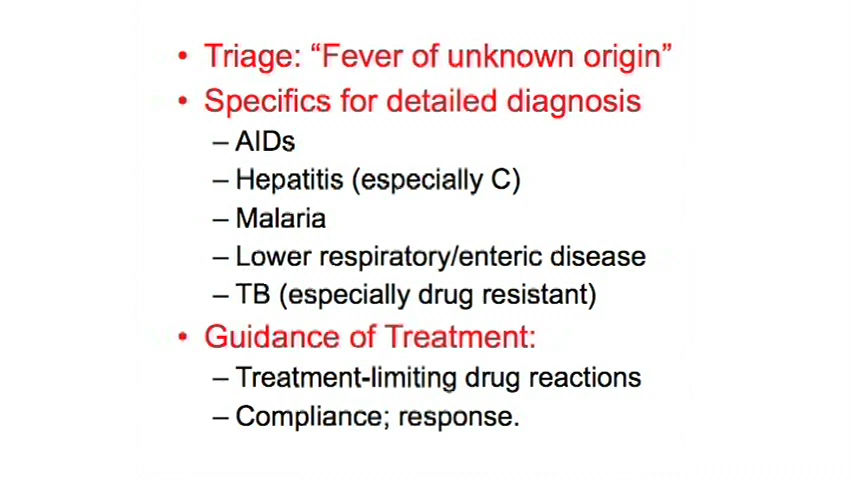 • Triage: “Fever of unknown origin”
• Specifics for detailed diagnosis
– AIDs
– Hepatitis (especially C)
– Malaria
– Lower respiratory/enteric disease
– TB (especially drug resistant)
• Guidance of Treatment:
– Treatment-limiting drug reactions
– Compliance; response.